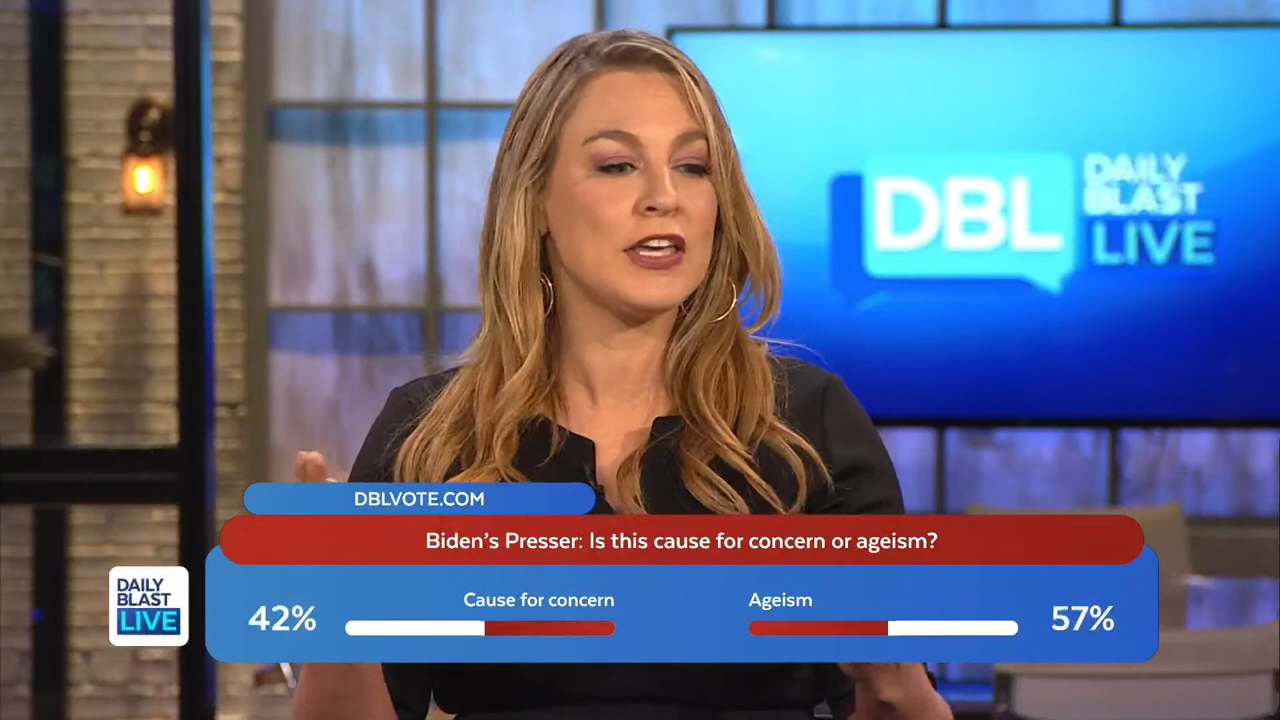 DBL
DAILY
BLAST
LIVE
DBLVOTE.COM
Biden's Presser: Is this cause for concern or ageism?
DAILY
BLAST
LIVE
42%
Cause for concern
Ageism
57%